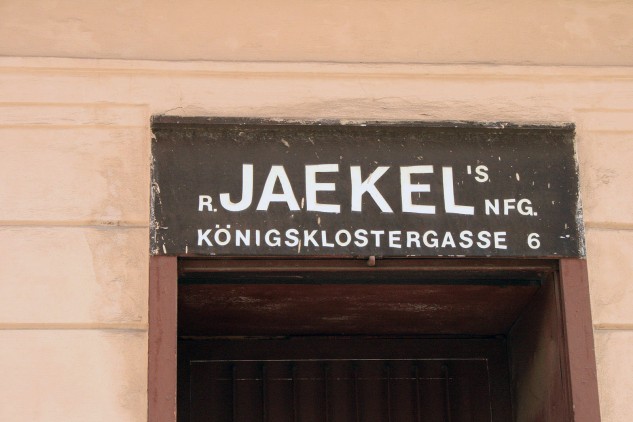 R. JAEKEL'S NFG.
KÖNIGSKLOSTERGASSE 6